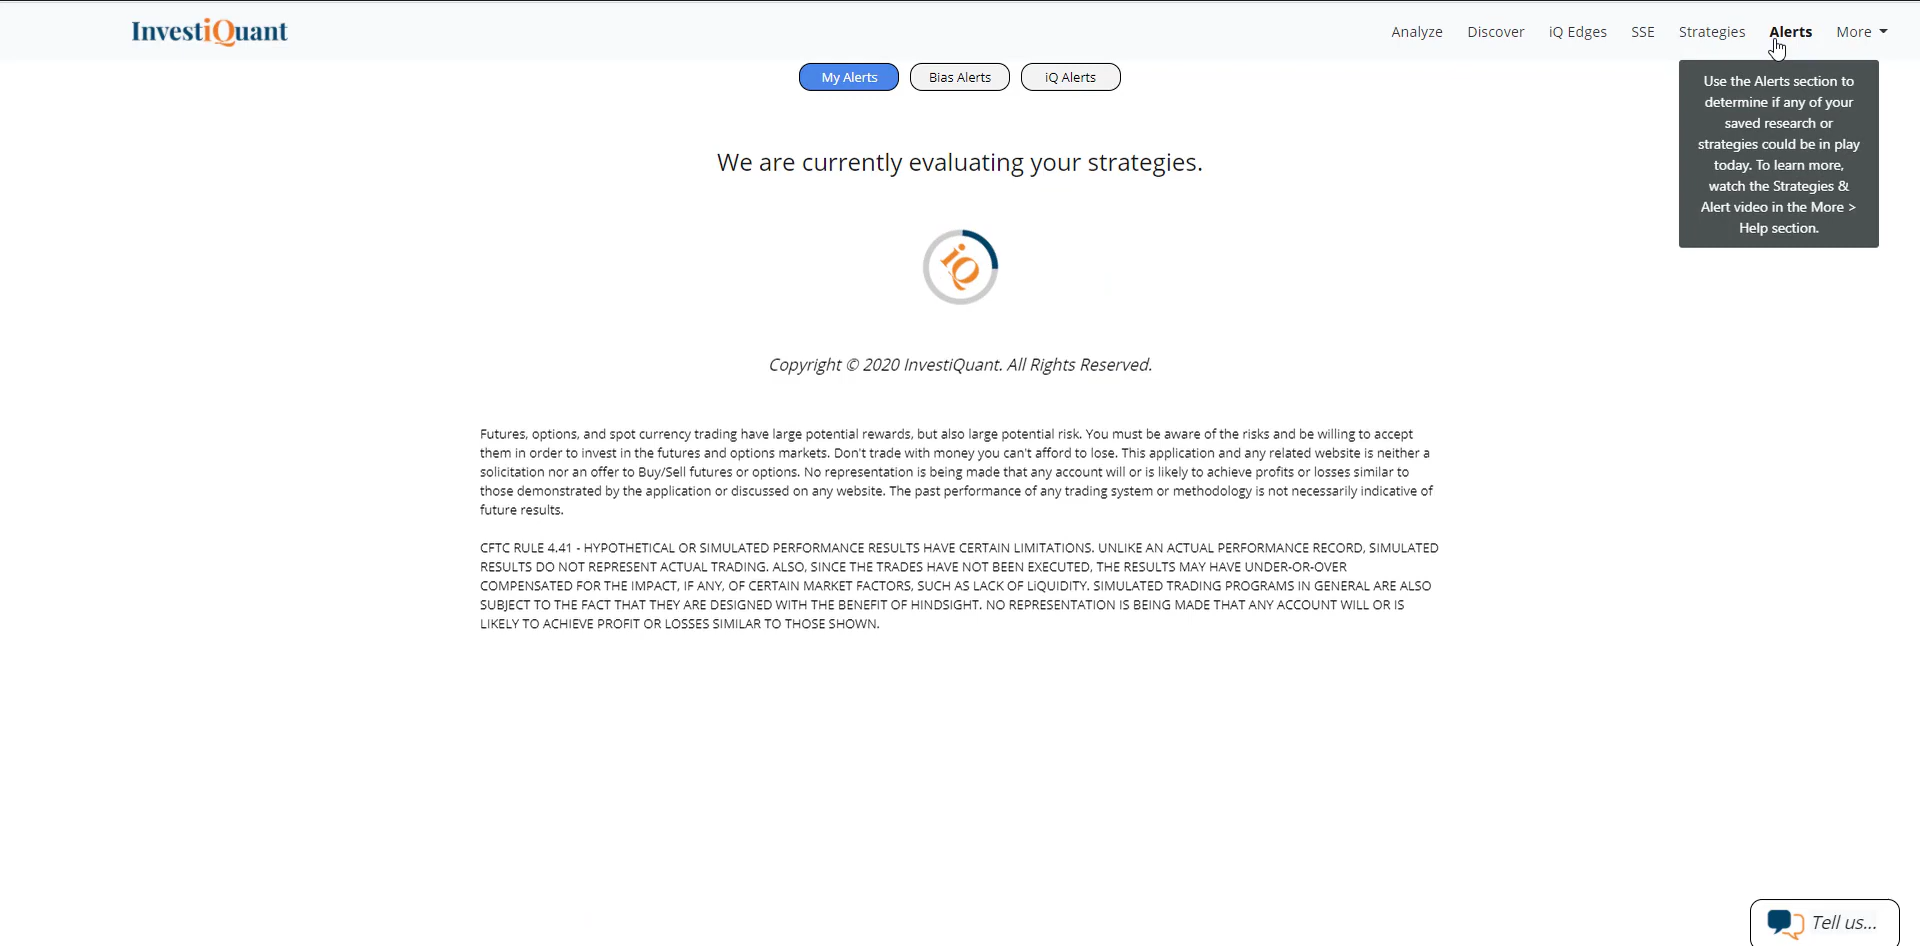 InvestiQuant
Analyze Discover iQ Edges SSE Strategies Alerts More
My Alerts Bias Alerts iQ Alerts
Use the Alerts section to
determine if any of your
saved research or
strategies could be in play
today. To learn more,
watch the Strategies &
Alert video in the More >
Help section.
We are currently evaluating your strategies.
iQ
Copyright © 2020 InvestiQuant. All Rights Reserved.
Futures, options, and spot currency trading have large potential rewards, but also large potential risk. You must be aware of the risks and be willing to accept
them in order to invest in the futures and options markets. Don't trade with money you can't afford to lose. This application and any related website is neither a
solicitation nor an offer to Buy/Sell futures or options. No representation is being made that any account will or is likely to achieve profits or losses similar to
those demonstrated by the application or discussed on any website. The past performance of any trading system or methodology is not necessarily indicative of
future results.
CFTC RULE 4.41 - HYPOTHETICAL OR SIMULATED PERFORMANCE RESULTS HAVE CERTAIN LIMITATIONS. UNLIKE AN ACTUAL PERFORMANCE RECORD, SIMULATED
RESULTS DO NOT REPRESENT ACTUAL TRADING. ALSO, SINCE THE TRADES HAVE NOT BEEN EXECUTED, THE RESULTS MAY HAVE UNDER-OR-OVER
COMPENSATED FOR THE IMPACT, IF ANY, OF CERTAIN MARKET FACTORS, SUCH AS LACK OF LiQUIDITY. SIMULATED TRADING PROGRAMS IN GENERAL ARE ALSO
SUBJECT TO THE FACT THAT THEY ARE DESIGNED WITH THE BENEFIT OF HINDSIGHT. NO REPRESENTATION IS BEING MADE THAT ANY ACCOUNT WILL OR IS
LIKELY TO ACHIEVE PROFIT OR LOSSES SIMILAR TO THOSE SHOWN.
Tell us...